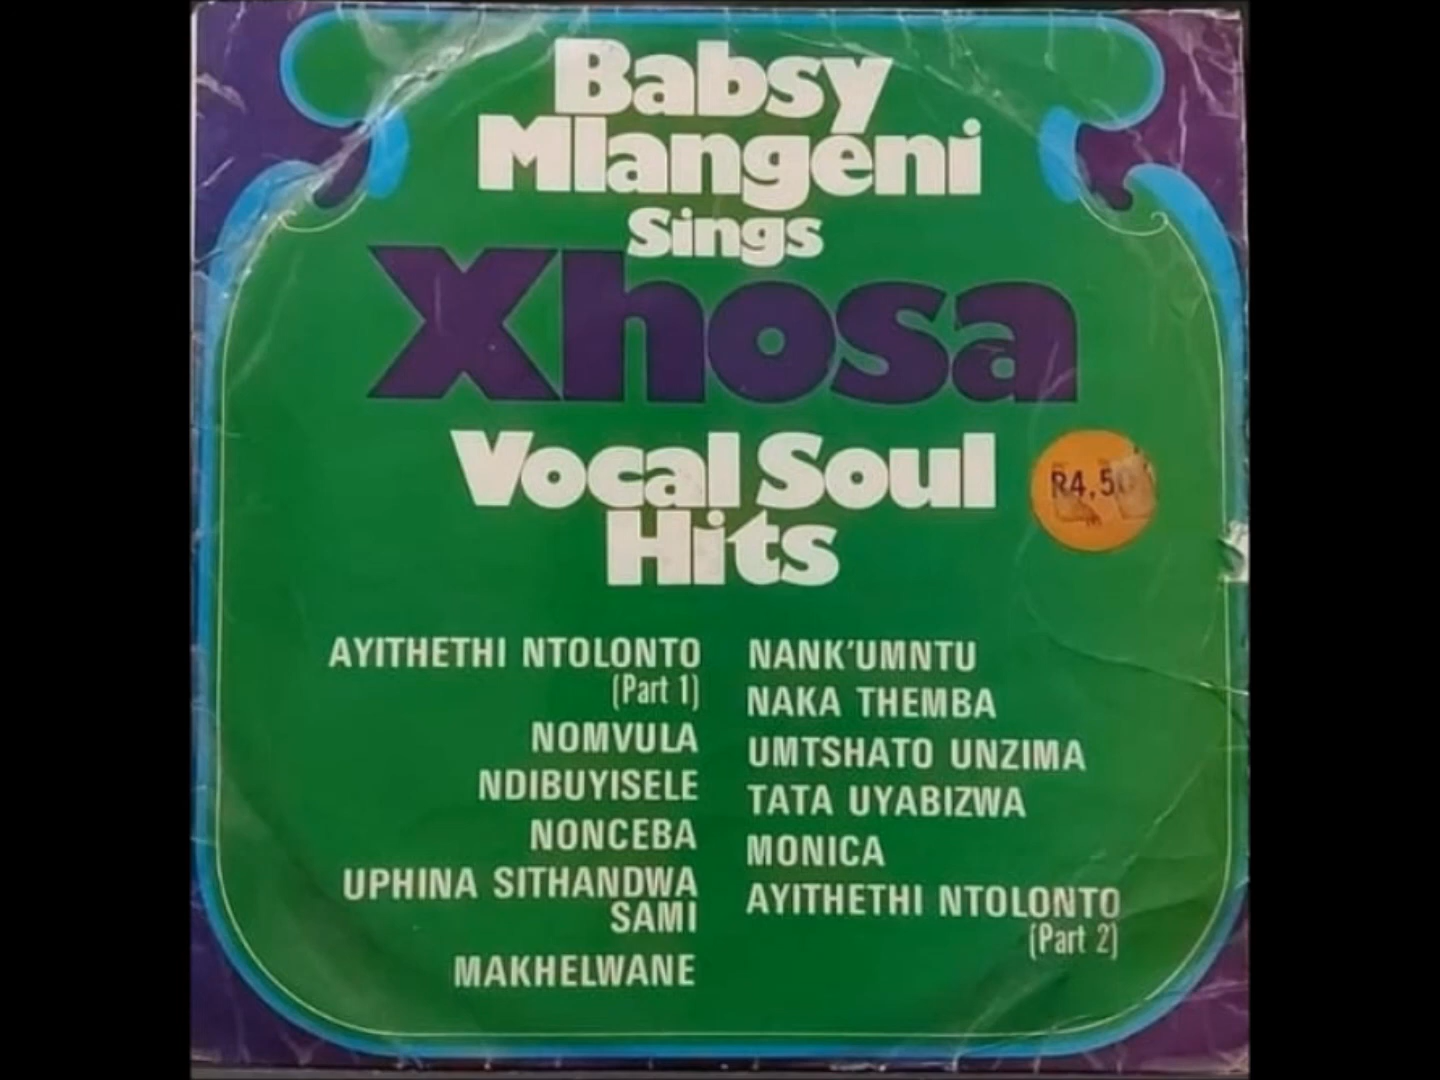 Babsy
Mlangeni
Sings
Xhosa
Vocal Soul
Hits
R4,50
AYITHETHI NTOLONTO
(Part 1)
NOMVULA
NDIBUYISELE
NONCEBA
UPHINA SITHANDWA
SAMI
MAKHELWANE
NANK'UMNTU
NAKA THEMBA
UMTSHATO UNZIMA
TATA UYABIZWA
MONICA
AYITHETHI NTOLONTO
(Part 2)